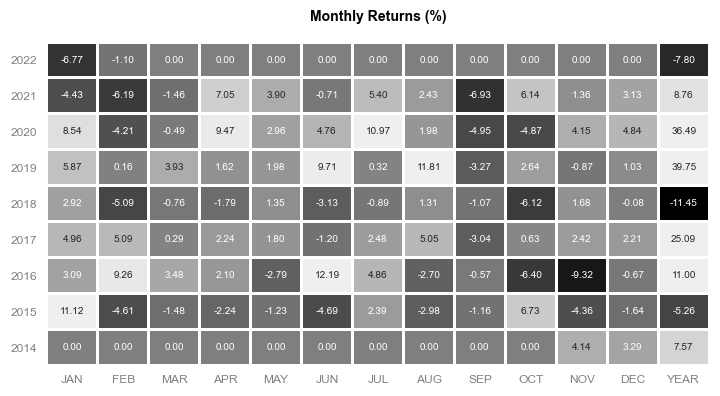 Monthly Returns (%)
2022 -6.77 -1.10 0.00 0.00 0.00 0.00 0.00 0.00 0.00 0.00 0.00 0.00 -7.80
2021 -4.43 -6.19 -1.46 7.05 3.90 -0.71 5.40 2.43 -6.93 6.14 1.36 3.13 8.76
2020 8.54 -4.21 -0.49 9.47 2.96 4.76 10.97 1.98 -4.95 -4.87 4.15 4.84 36.49
2019 5.87 0.16 3.93 1.62 1.98 9.71 0.32 11.81 -3.27 2.64 -0.87 1.03 39.75
2018 2.92 -5.09 -0.76 -1.79 1.35 -3.13 -0.89 1.31 -1.07 -6.12 1.68 -0.08 -11.45
2017 4.96 5.09 0.29 2.24 1.80 -1.20 2.48 5.05 -3.04 0.63 2.42 2.21 25.09
2016 3.09 9.26 3.48 2.10 -2.79 12.19 4.86 -2.70 -0.57 -6.40 -9.32 -0.67 11.00
2015 11.12 -4.61 -1.48 -2.24 -1.23 -4.69 2.39 -2.98 -1.16 6.73 -4.36 -1.64 -5.26
2014 0.00 0.00 0.00 0.00 0.00 0.00 0.00 0.00 0.00 0.00 4.14 3.29 7.57
JAN FEB MAR APR MAY JUN JUL AUG SEP OCT NOV DEC YEAR